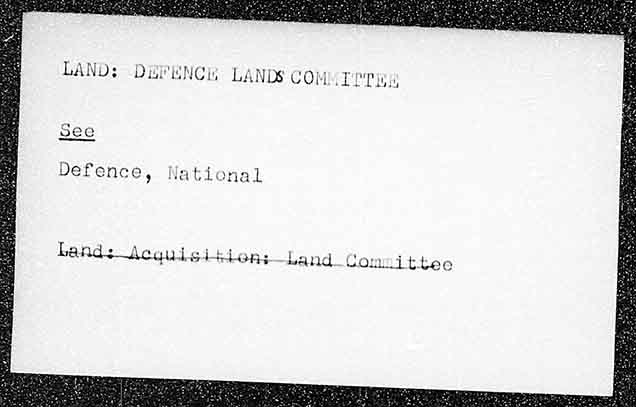 LAND: DEFENCE LANDS COMMITTEE
See
Defence, National
Land: Acquisition: Land Committee